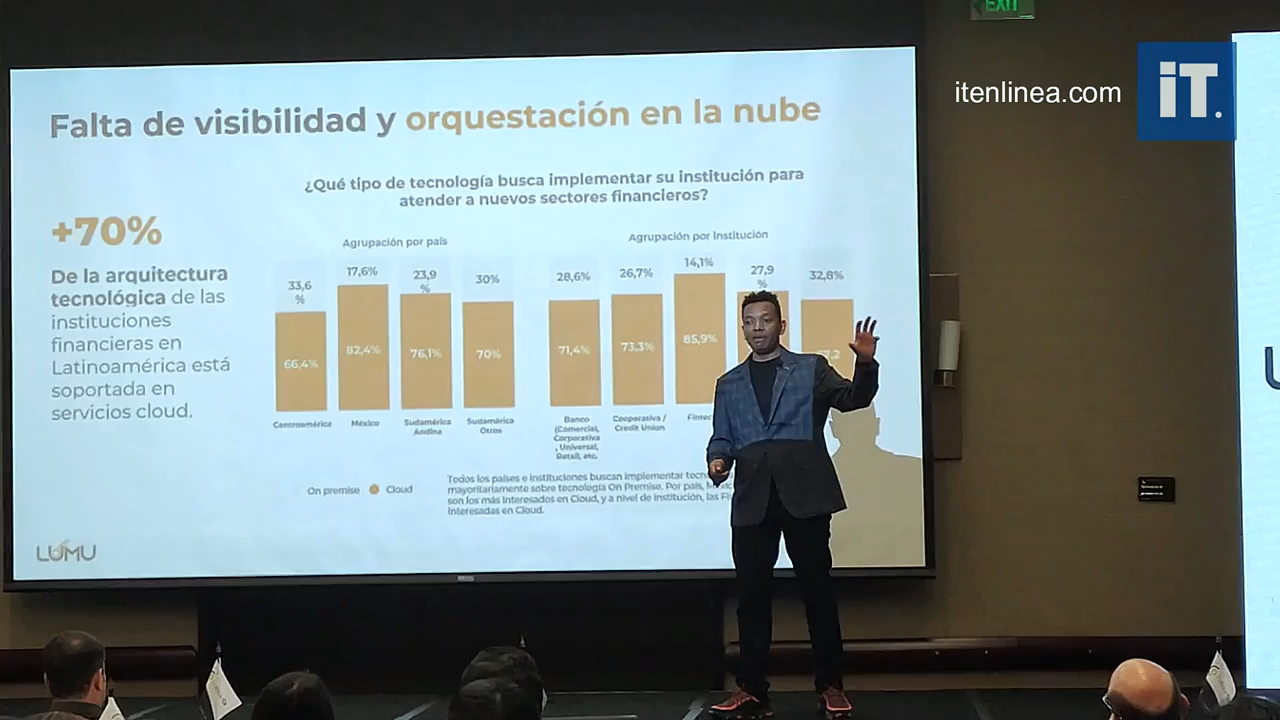 EXIT
itenlinea.com
iT.
Falta de visibilidad y orquestación en la nube
¿Qué tipo de tecnología busca implementar su institución para
atender a nuevos sectores financieros?
+70%
De la arquitectura
tecnológica de las
instituciones
financieras en
Latinoamérica está
soportada en
servicios cloud.
Agrupación por país
33,6
%
17,6%
23,9
%
30%
66,4%
82,4%
76,1%
70%
Centroamérica
México
Sudamérica
Andina
Sudamérica
Otros
Agrupación por Institución
28,6%
26,7%
14,1%
27,9
%
32,8%
71,4%
73,3%
85,9%
Banco
(Comercial,
Corporativa
, Universal,
Retail, etc.
Cooperativa /
Credit Union
On premise
Cloud
Todos los países e instituciones buscan implementar
mayoritariamente sobre tecnología On Premise. Por país,
son los más interesados en Cloud, y a nivel de institución, las
interesadas en Cloud.
LUMU